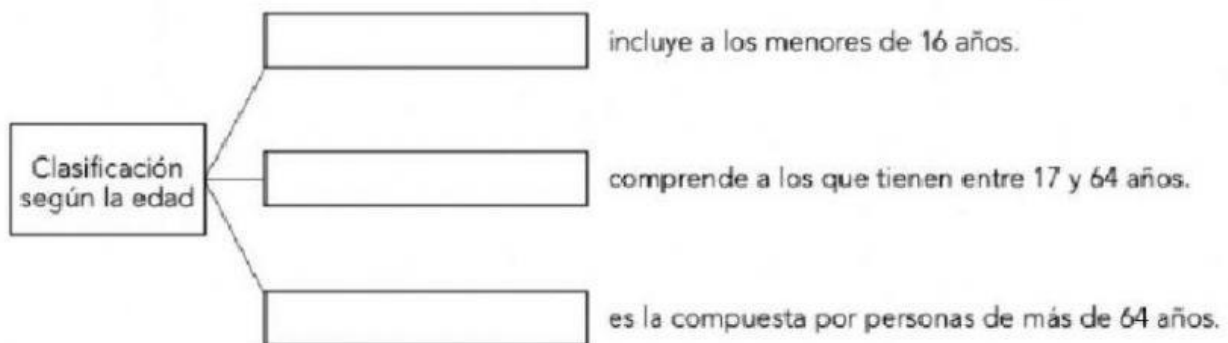 incluye a los menores de 16 años.
Clasificación
según la edad
comprende a los que tienen entre 17 y 64 años.
es la compuesta por personas de más de 64 años.